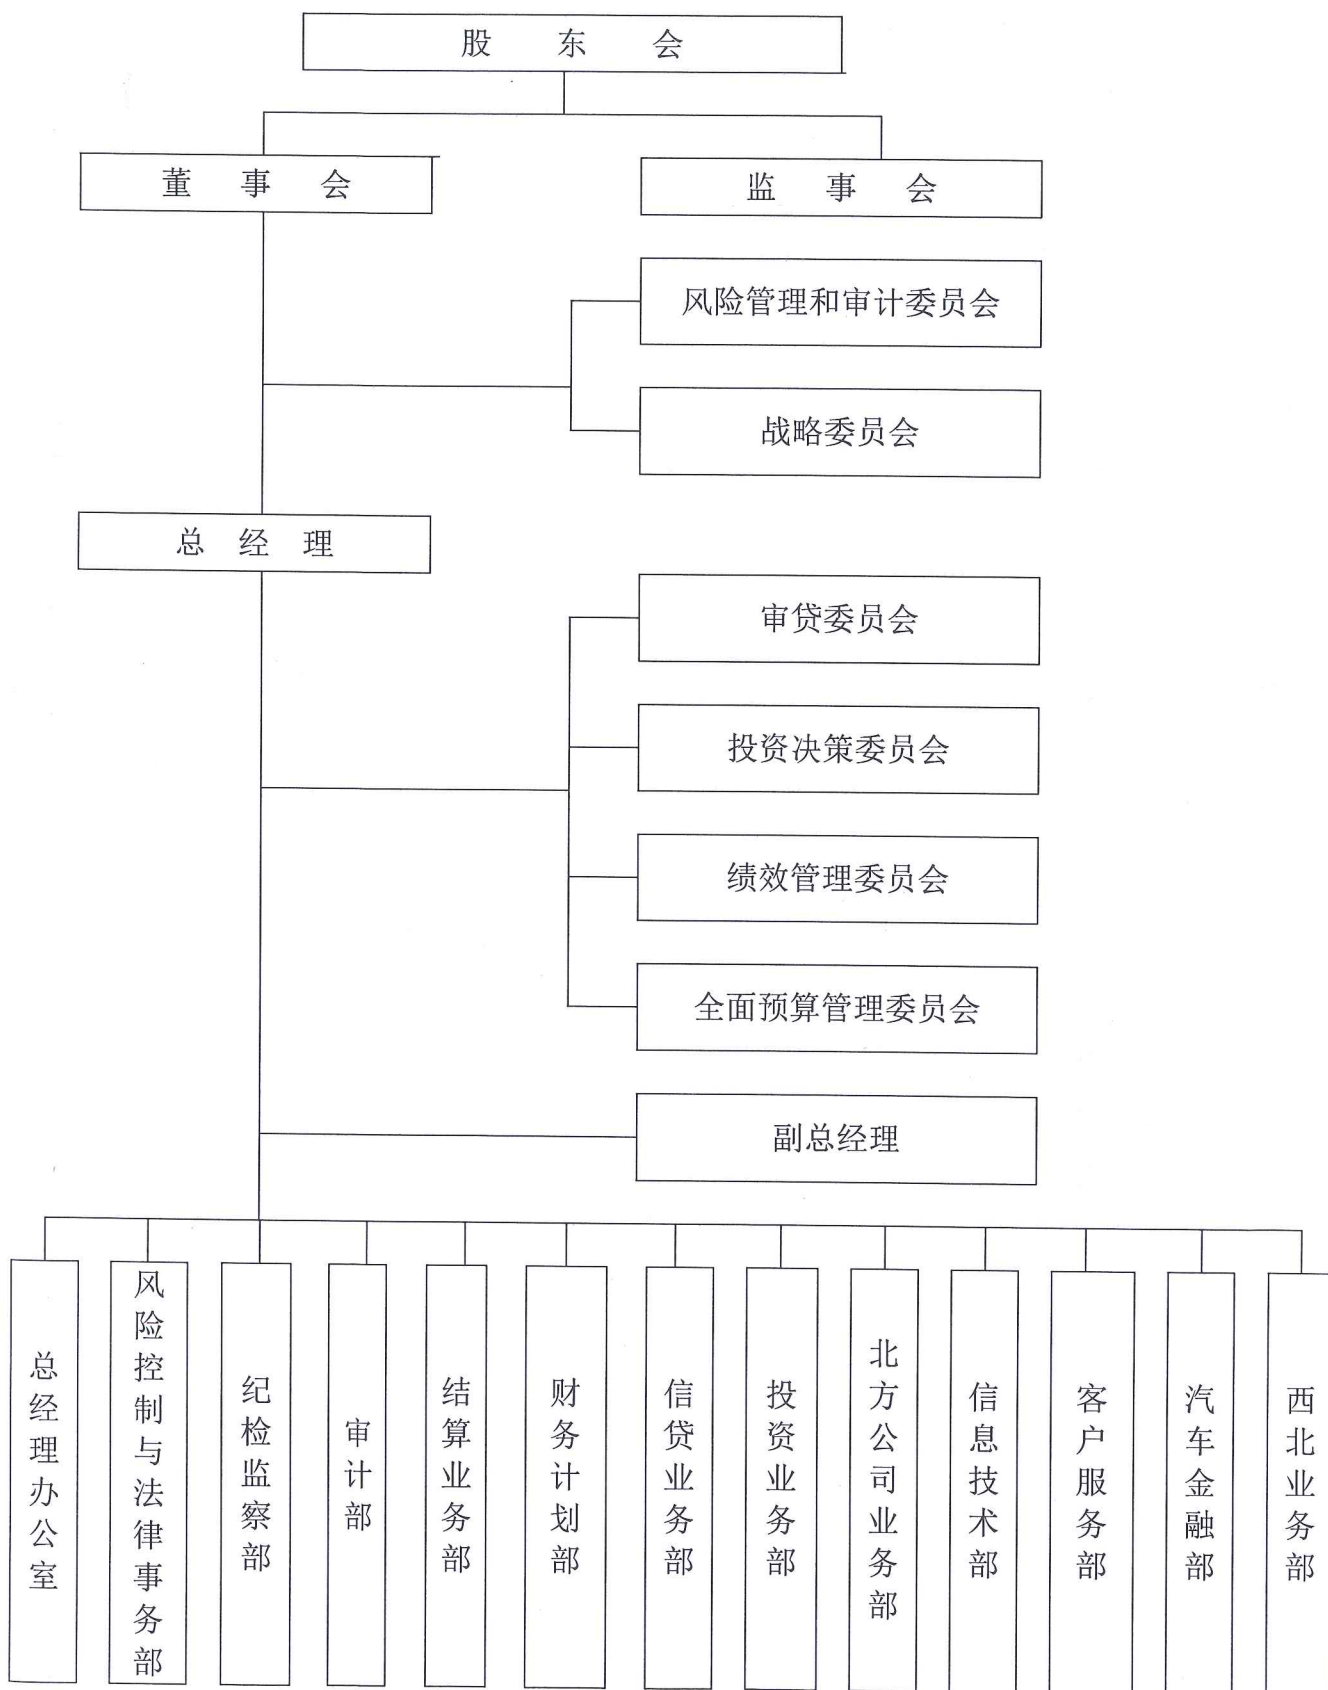 股东会
董事会
监事会
风险管理和审计委员会
战略委员会
总经理
审贷委员会
投资决策委员会
绩效管理委员会
全面预算管理委员会
副总经理
总经理办公室
风险控制与法律事务部
纪检监察部
审计部
结算业务部
财务计划部
信贷业务部
投资业务部
北方公司业务部
信息技术部
客户服务部
汽车金融部
西北业务部